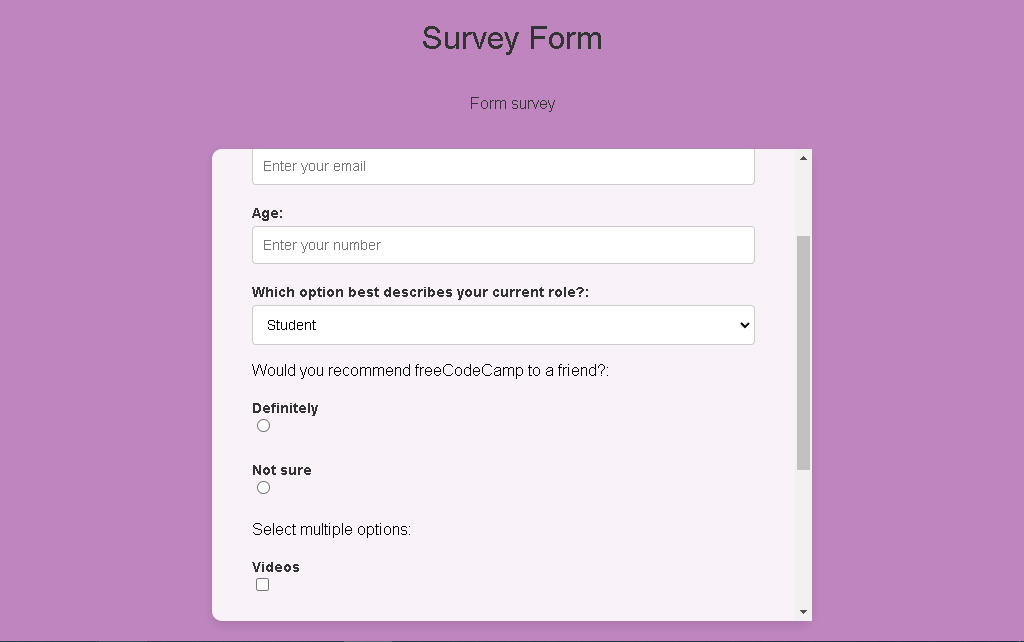 Survey Form
Form survey
Enter your email
Age:
Enter your number
Which option best describes your current role?:
Student
Would you recommend freeCodeCamp to a friend?:
Definitely
Not sure
Select multiple options:
Videos